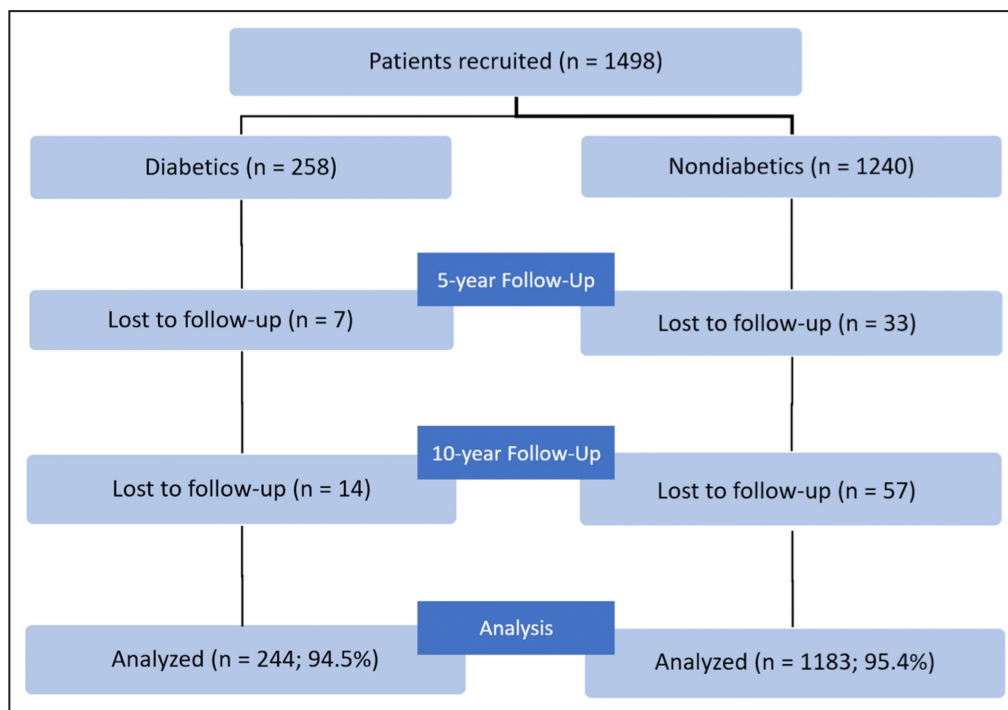 Patients recruited (n = 1498)
Diabetics (n = 258)
Nondiabetics (n = 1240)
5-year Follow-Up
Lost to follow-up (n = 7)
Lost to follow-up (n = 33)
10-year Follow-Up
Lost to follow-up (n = 14)
Lost to follow-up (n = 57)
Analysis
Analyzed (n = 244; 94.5%)
Analyzed (n = 1183; 95.4%)